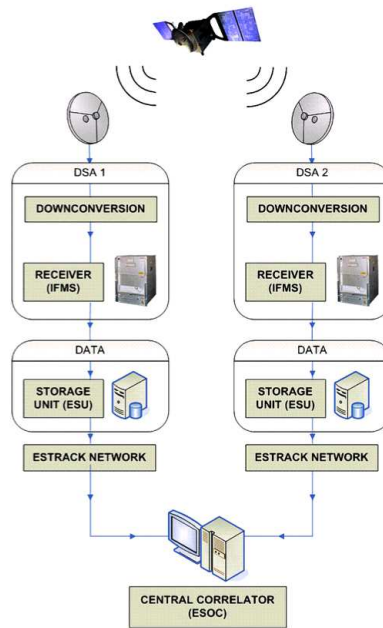 DSA 1
DOWNCONVERSION
RECEIVER
(IFMS)
DATA
STORAGE
UNIT (ESU)
ESTRACK NETWORK
DSA 2
DOWNCONVERSION
RECEIVER
(IFMS)
DATA
STORAGE
UNIT (ESU)
ESTRACK NETWORK
CENTRAL CORRELATOR
(ESOC)